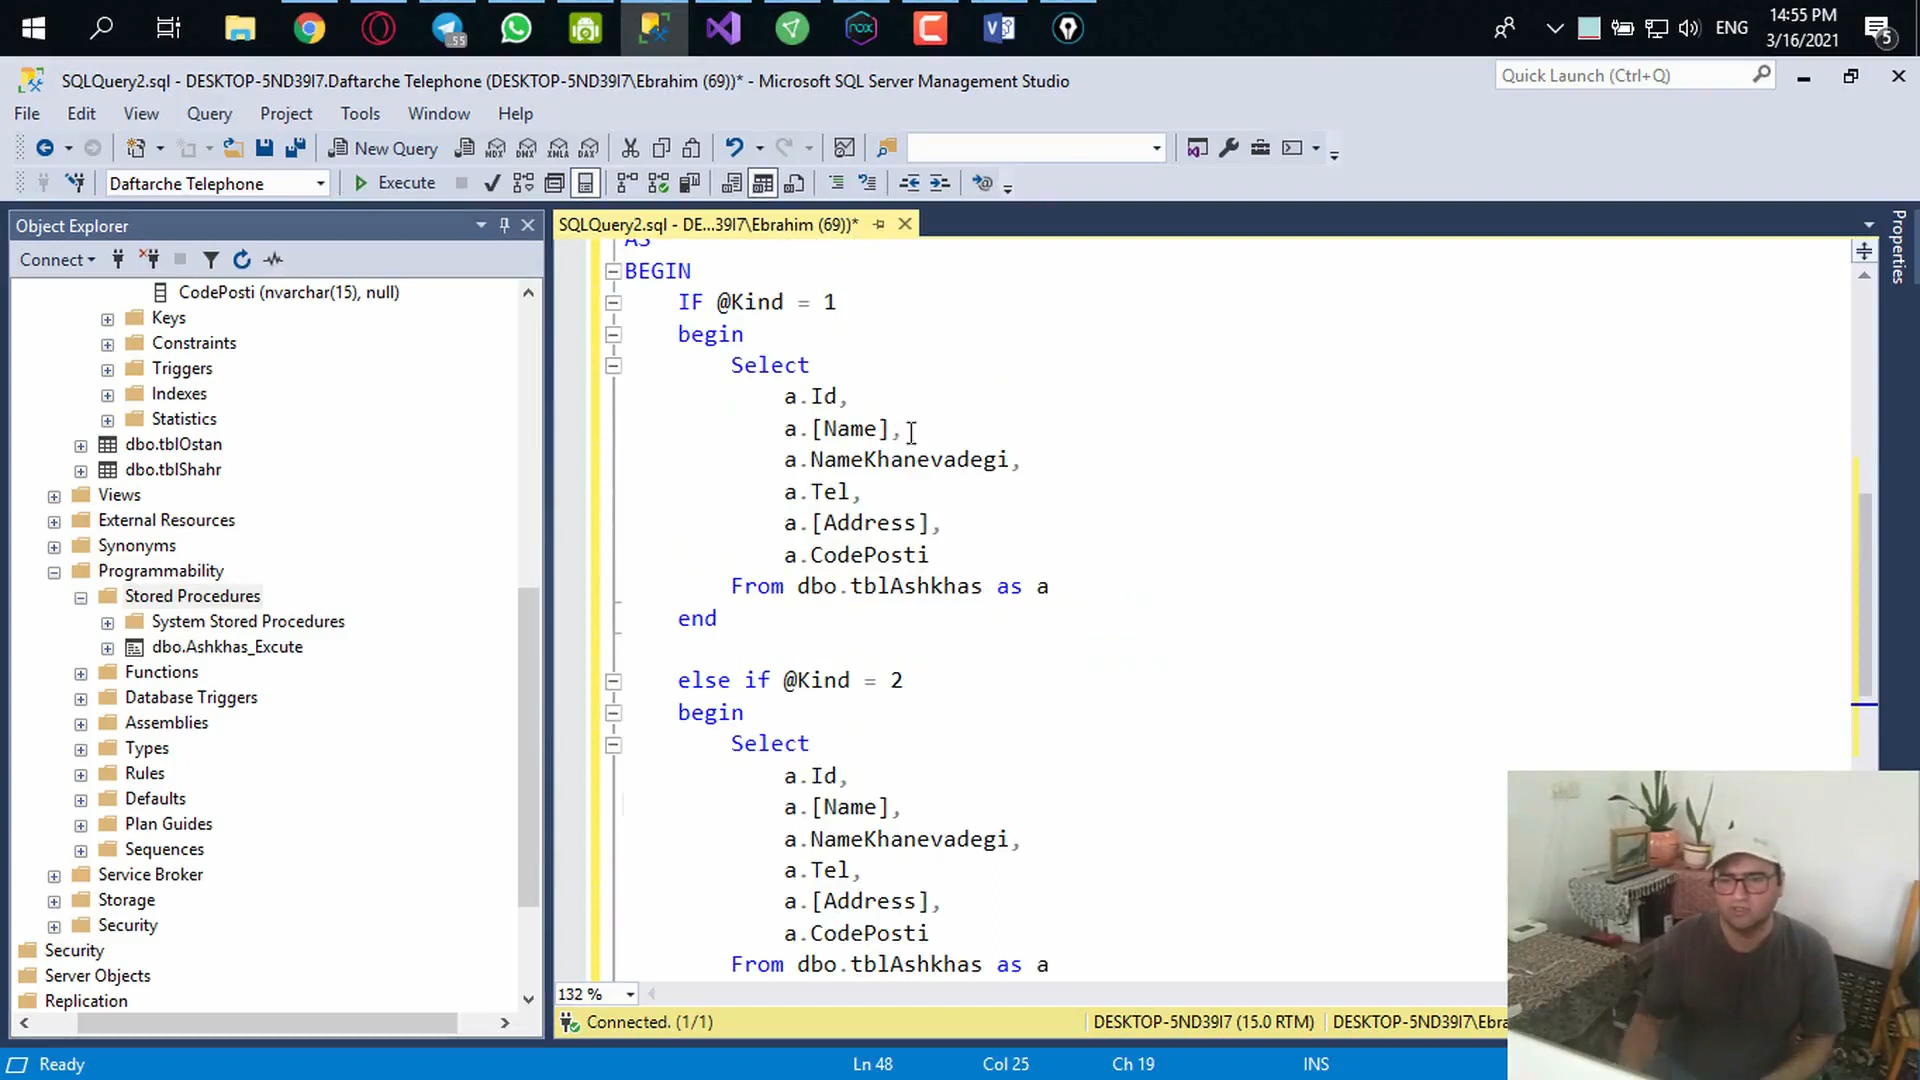 55
ENG
14:55 PM
3/16/2021
5
SQLQuery2.sql - DESKTOP-5ND39I7.Daftarche Telephone (DESKTOP-5ND39I7\Ebrahim (69))* - Microsoft SQL Server Management Studio
Quick Launch (Ctrl+Q)
File Edit View Query Project Tools Window Help
New Query MDX DMX XMLA DAX
Daftarche Telephone Execute
Object Explorer
SQLQuery2.sql - DE...39I7\Ebrahim (69))*
Properties
Connect
CodePosti (nvarchar(15), null)
Keys
Constraints
Triggers
Indexes
Statistics
dbo.tblOstan
dbo.tblShahr
Views
External Resources
Synonyms
Programmability
Stored Procedures
System Stored Procedures
dbo.Ashkhas_Excute
Functions
Database Triggers
Assemblies
Types
Rules
Defaults
Plan Guides
Sequences
Service Broker
Storage
Security
Security
Server Objects
Replication
AS
BEGIN
IF @Kind = 1
begin
Select
a.Id,
a.[Name],
a.NameKhanevadegi,
a.Tel,
a.[Address],
a.CodePosti
From dbo.tblAshkhas as a
end
else if @Kind = 2
begin
Select
a.Id,
a.[Name],
a.NameKhanevadegi,
a.Tel,
a.[Address],
a.CodePosti
From dbo.tblAshkhas as a
132 %
Connected. (1/1)
DESKTOP-5ND39I7 (15.0 RTM)
DESKTOP-5ND39I7\Ebra
Ready
Ln 48
Col 25
Ch 19
INS